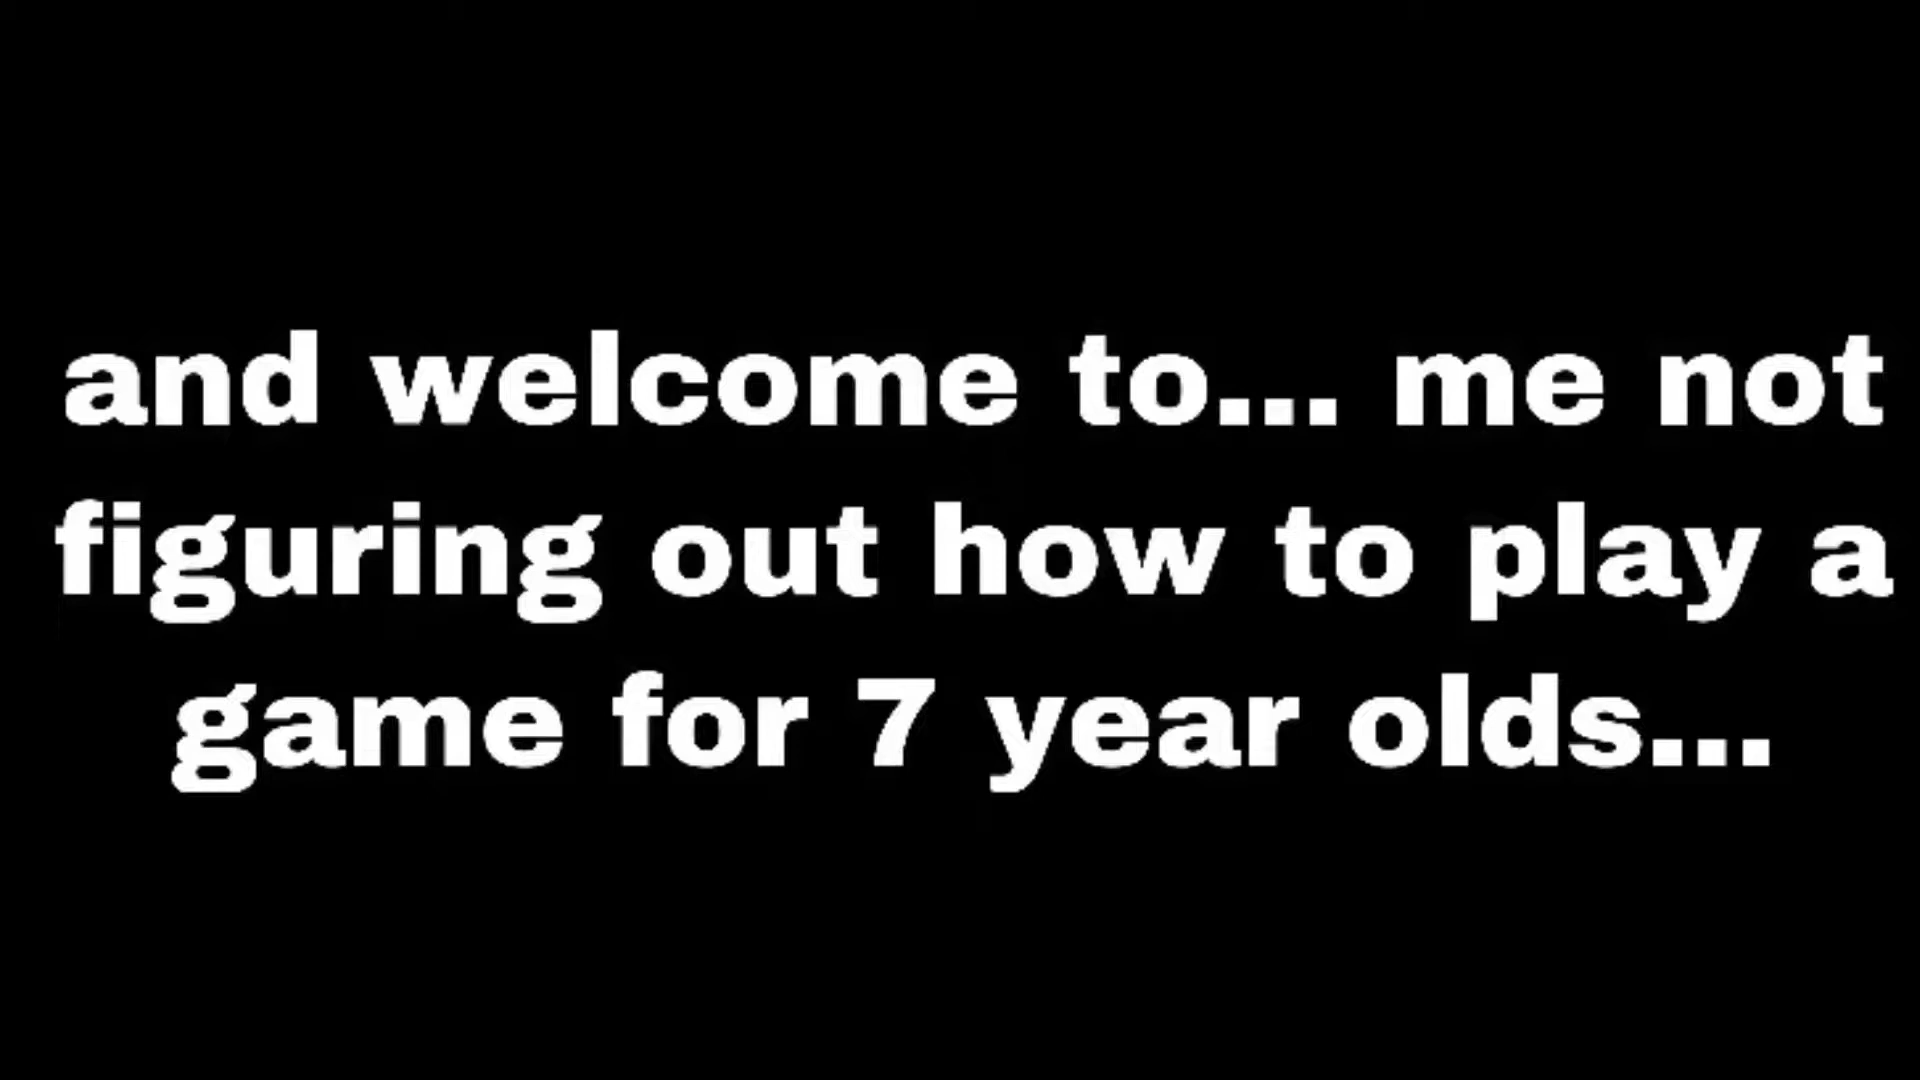 and welcome to... me not
figuring out how to play a
game for 7 year olds...